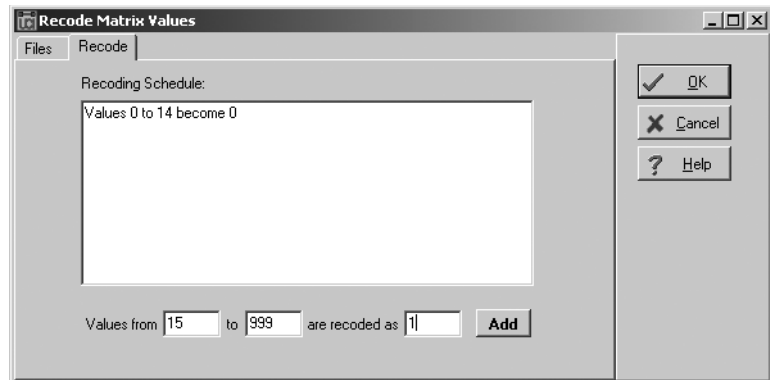 Recode Matrix Values
Files Recode
Recoding Schedule:
Values 0 to 14 become 0
OK
Cancel
Help
Values from 15 to 999 are recoded as 1 Add